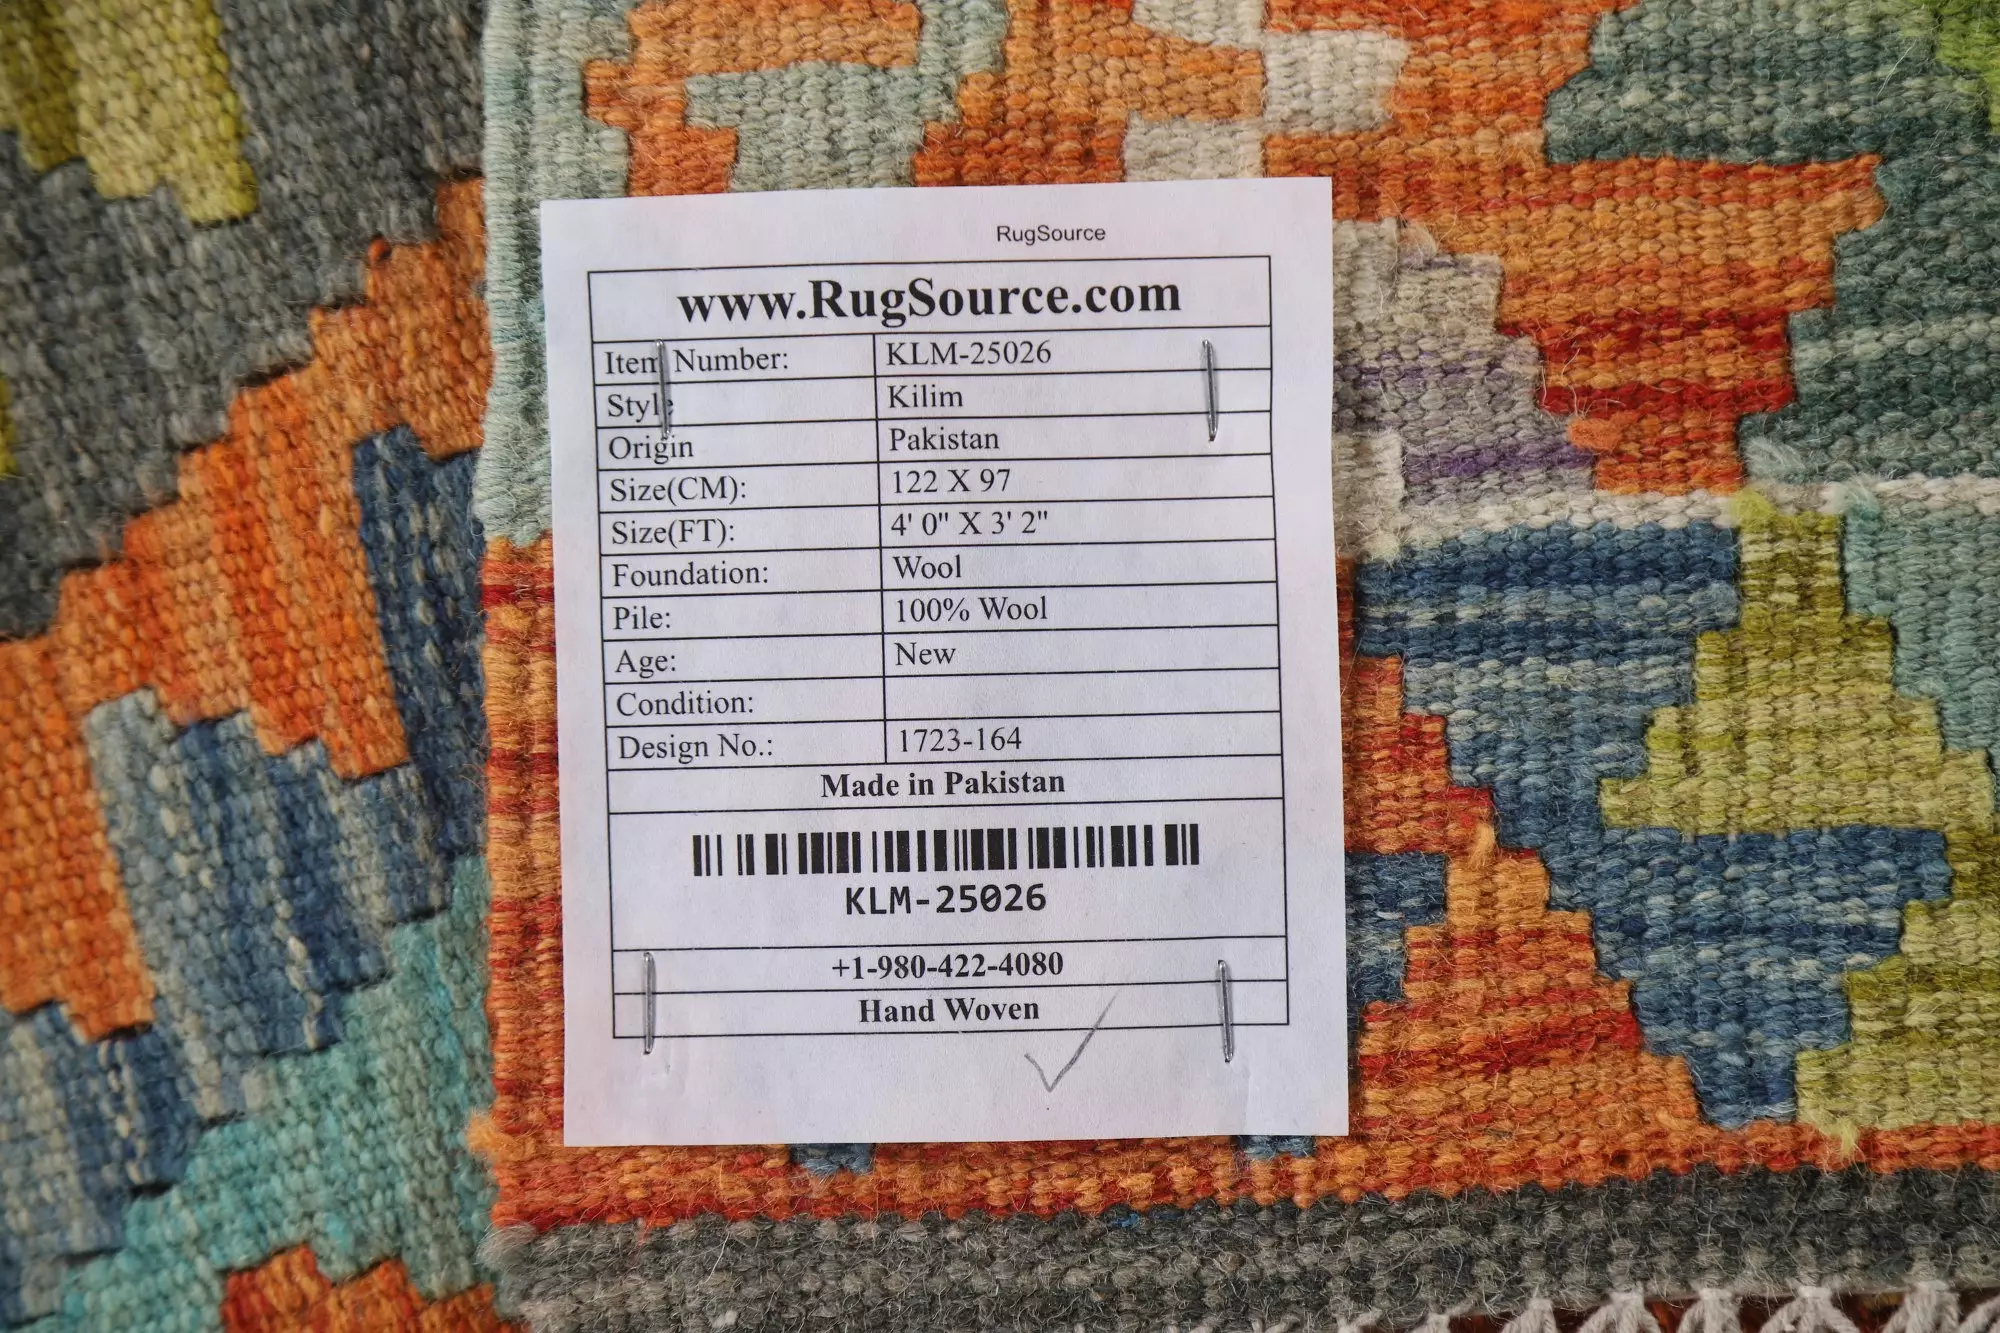 RugSource
www.RugSource.com
Item Number: KLM-25026
Style Kilim
Origin Pakistan
Size(CM): 122 X 97
Size(FT): 4' 0" X 3' 2"
Foundation: Wool
Pile: 100% Wool
Age: New
Condition:
Design No.: 1723-164
Made in Pakistan
KLM-25026
+1-980-422-4080
Hand Woven